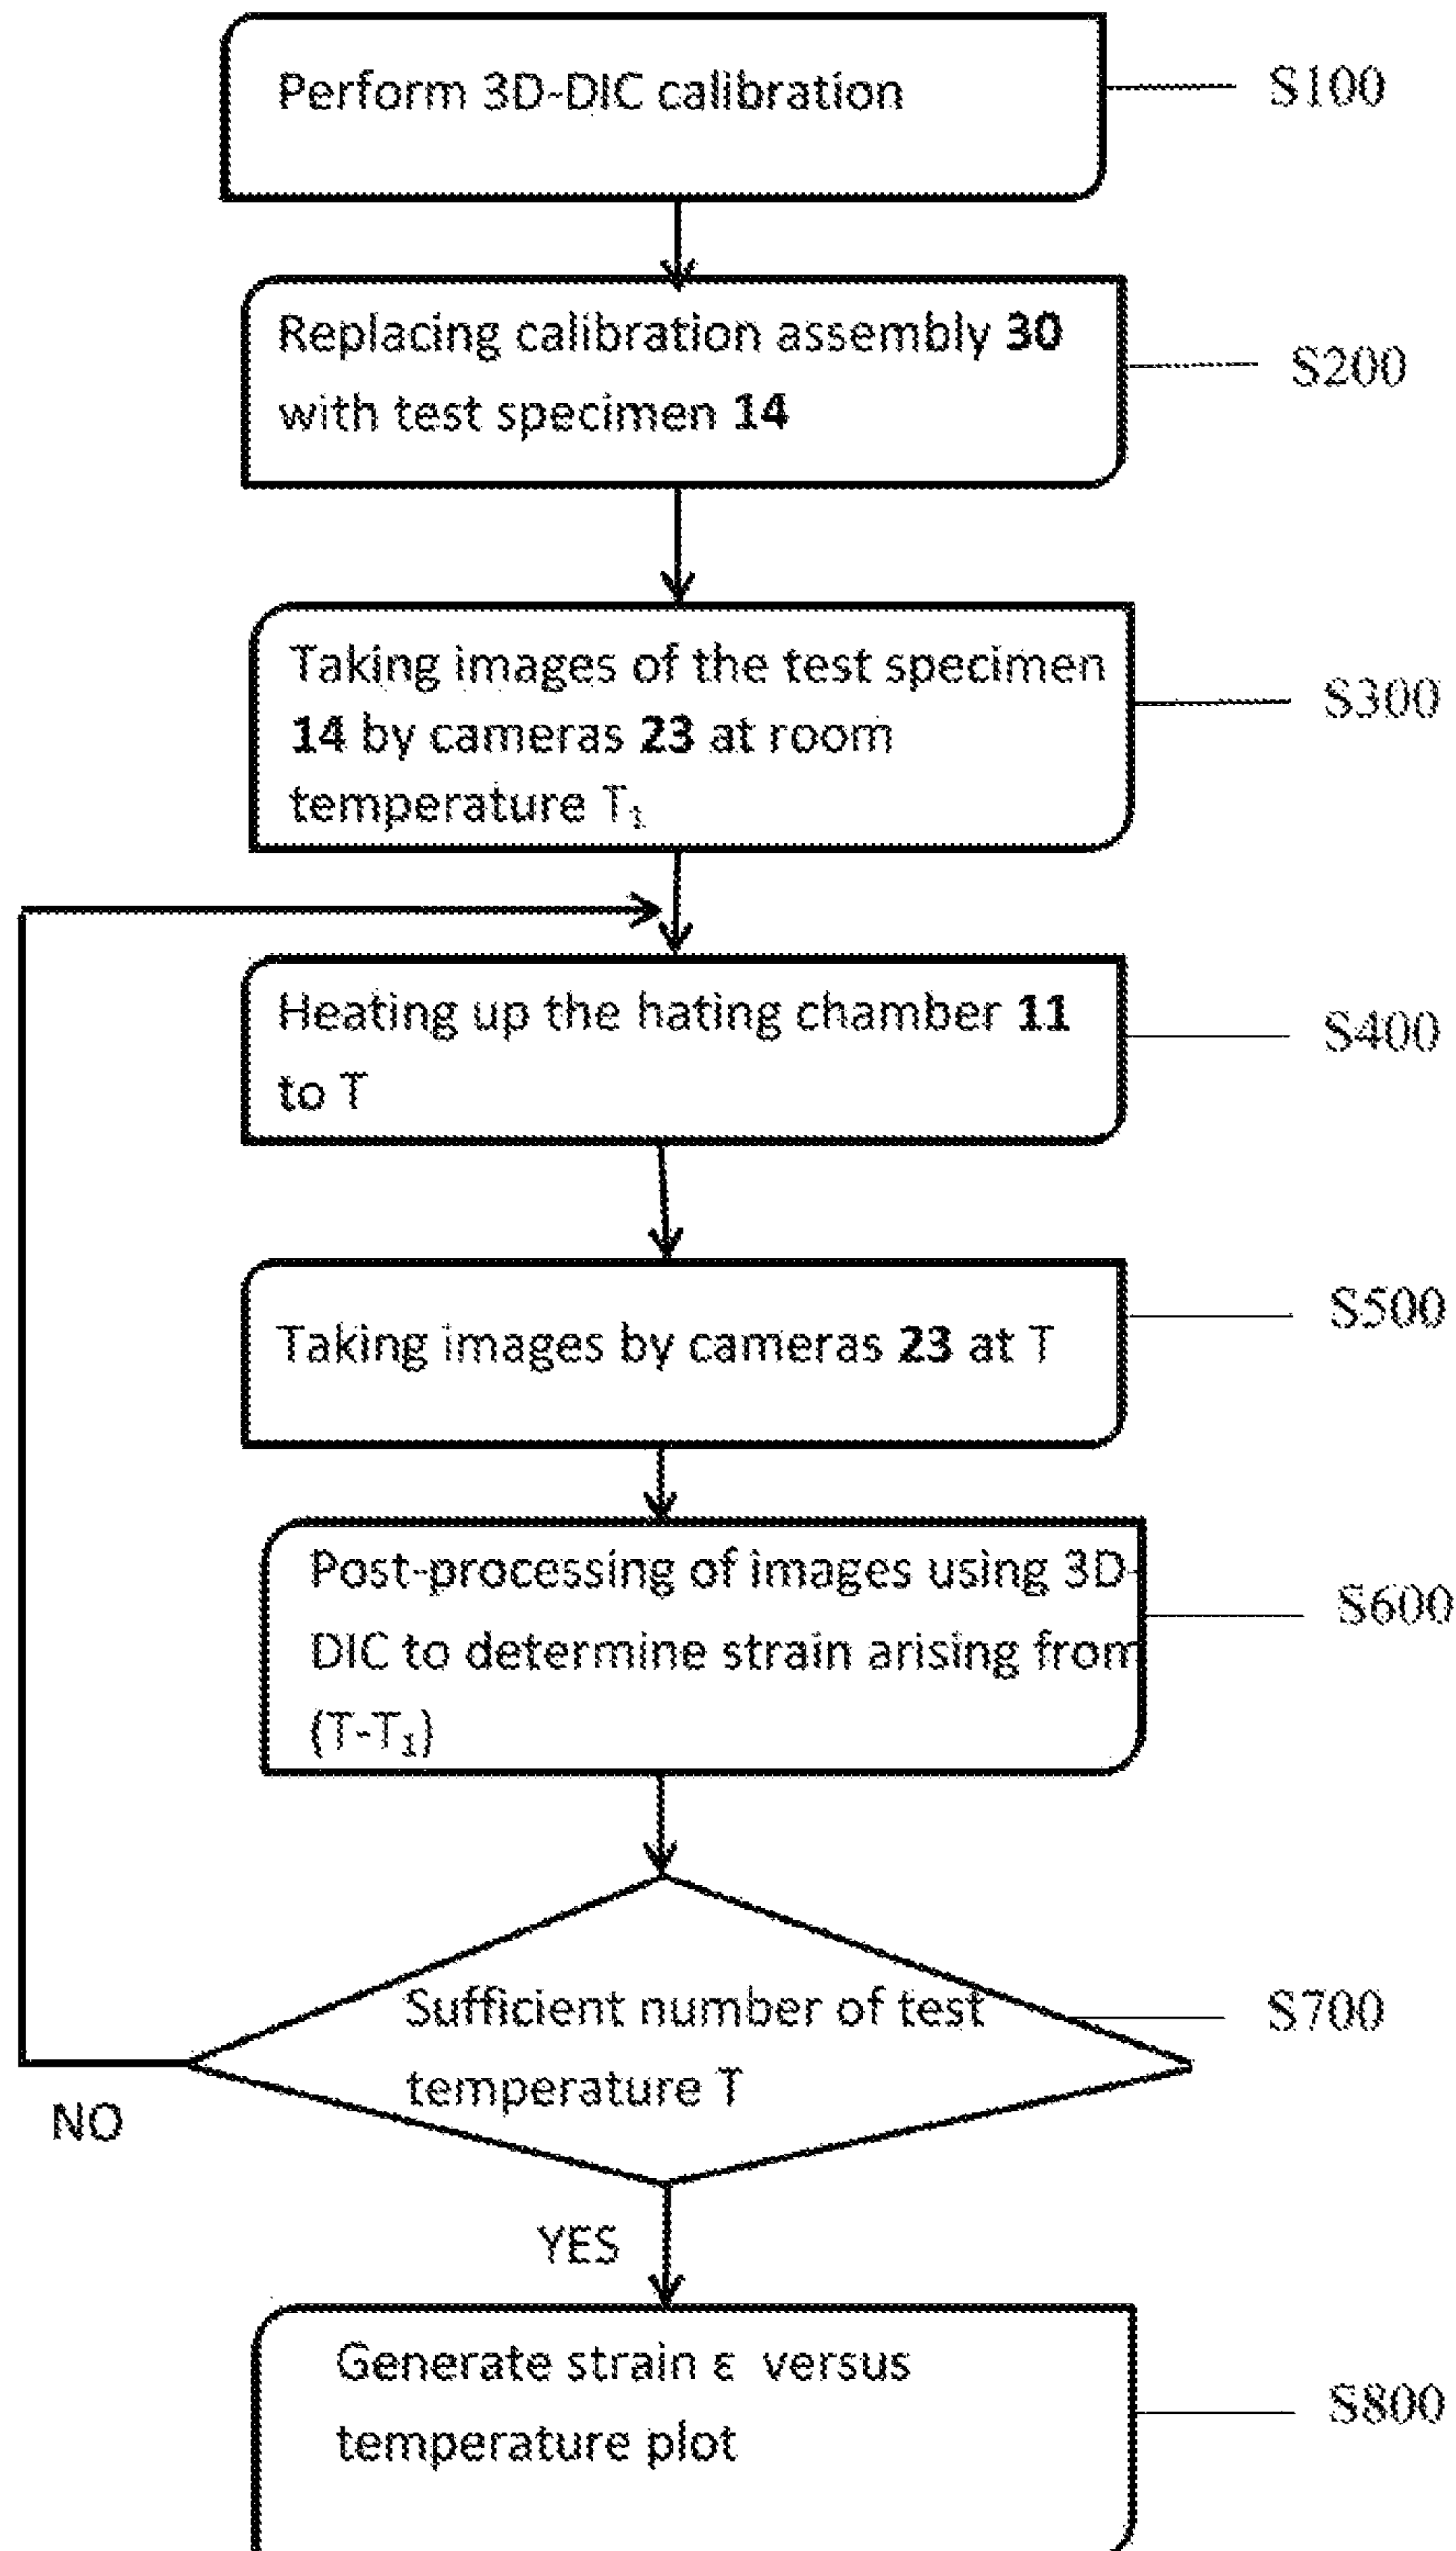 Perform 3D-DIC calibration
S100
Replacing calibration assembly 30
with test specimen 14
S200
Taking images of the test specimen
14 by cameras 23 at room
temperature T₁
S300
Heating up the hating chamber 11
to T
S400
Taking images by cameras 23 at T
S500
Post-processing of images using 3D-
DIC to determine strain arising from
(T-T₁)
S600
Sufficient number of test
temperature T
S700
NO
YES
Generate strain ε versus
temperature plot
S800